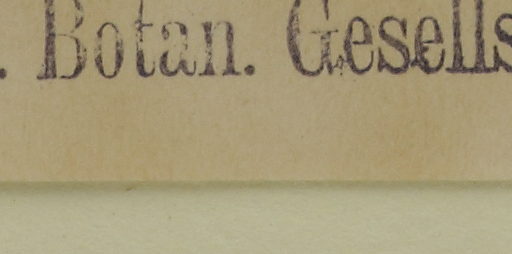 . Botan. Gesells